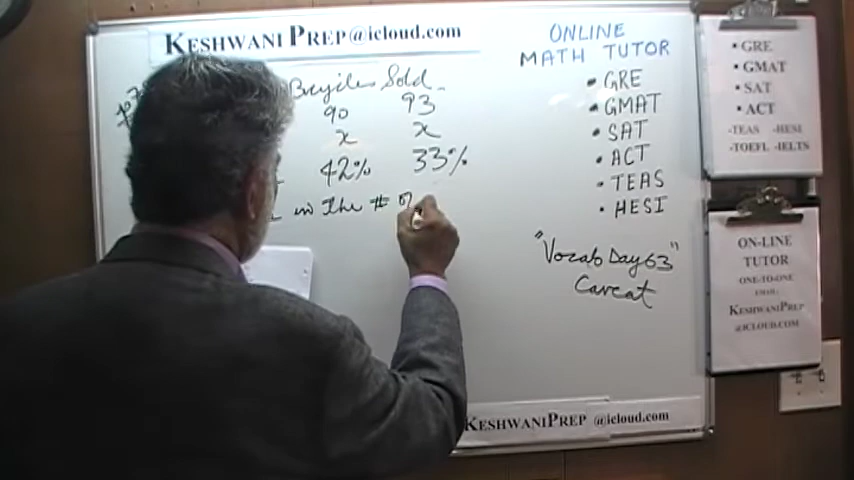 KESHWANI PREP@icloud.com
Bicycles Sold
90 93
x x
42% 33%
in The # of
ONLINE
MATH TUTOR
• GRE
• GMAT
• SAT
• ACT
• TEAS
• HESI
"Vocab Day 63"
Caveat
KESHWANIPREP @icloud.com
• GRE
• GMAT
• SAT
• ACT
-TEAS -HESI
-TOEFL -IELTS
ON-LINE
TUTOR
ONE-TO-ONE
EMAIL:
KESHWANIPREP
@ICLOUD.COM